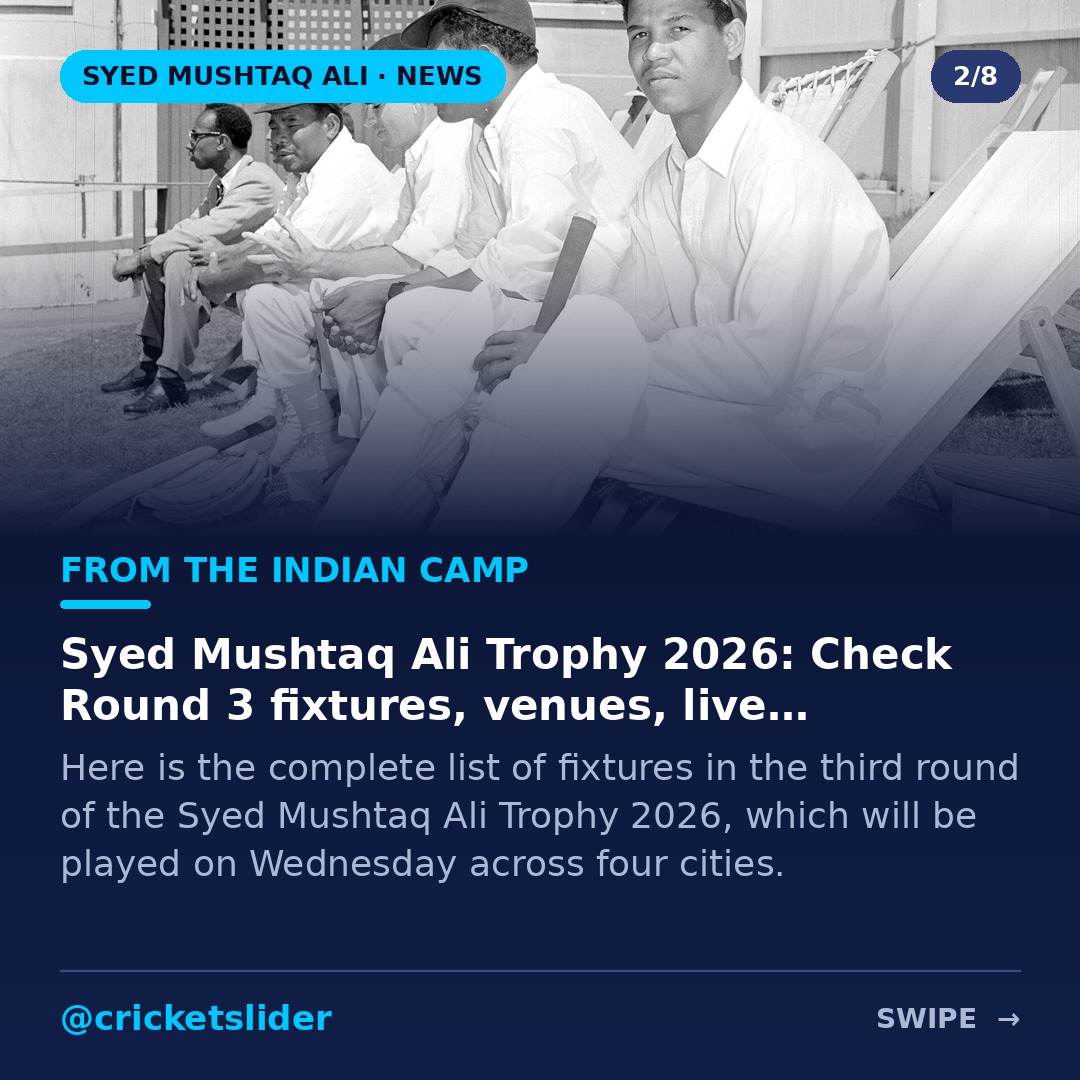 SYED MUSHTAQ ALI · NEWS
2/8
FROM THE INDIAN CAMP
Syed Mushtaq Ali Trophy 2026: Check
Round 3 fixtures, venues, live…
Here is the complete list of fixtures in the third round
of the Syed Mushtaq Ali Trophy 2026, which will be
played on Wednesday across four cities.
@cricketslider
SWIPE →